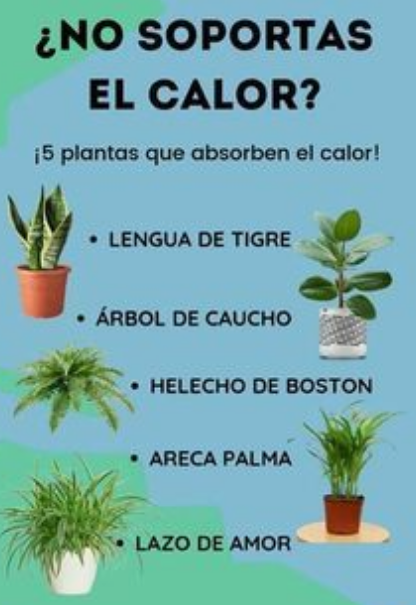 ¿NO SOPORTAS
EL CALOR?
¡5 plantas que absorben el calor!
• LENGUA DE TIGRE
• ÁRBOL DE CAUCHO
• HELECHO DE BOSTON
• ARECA PALMA
• LAZO DE AMOR